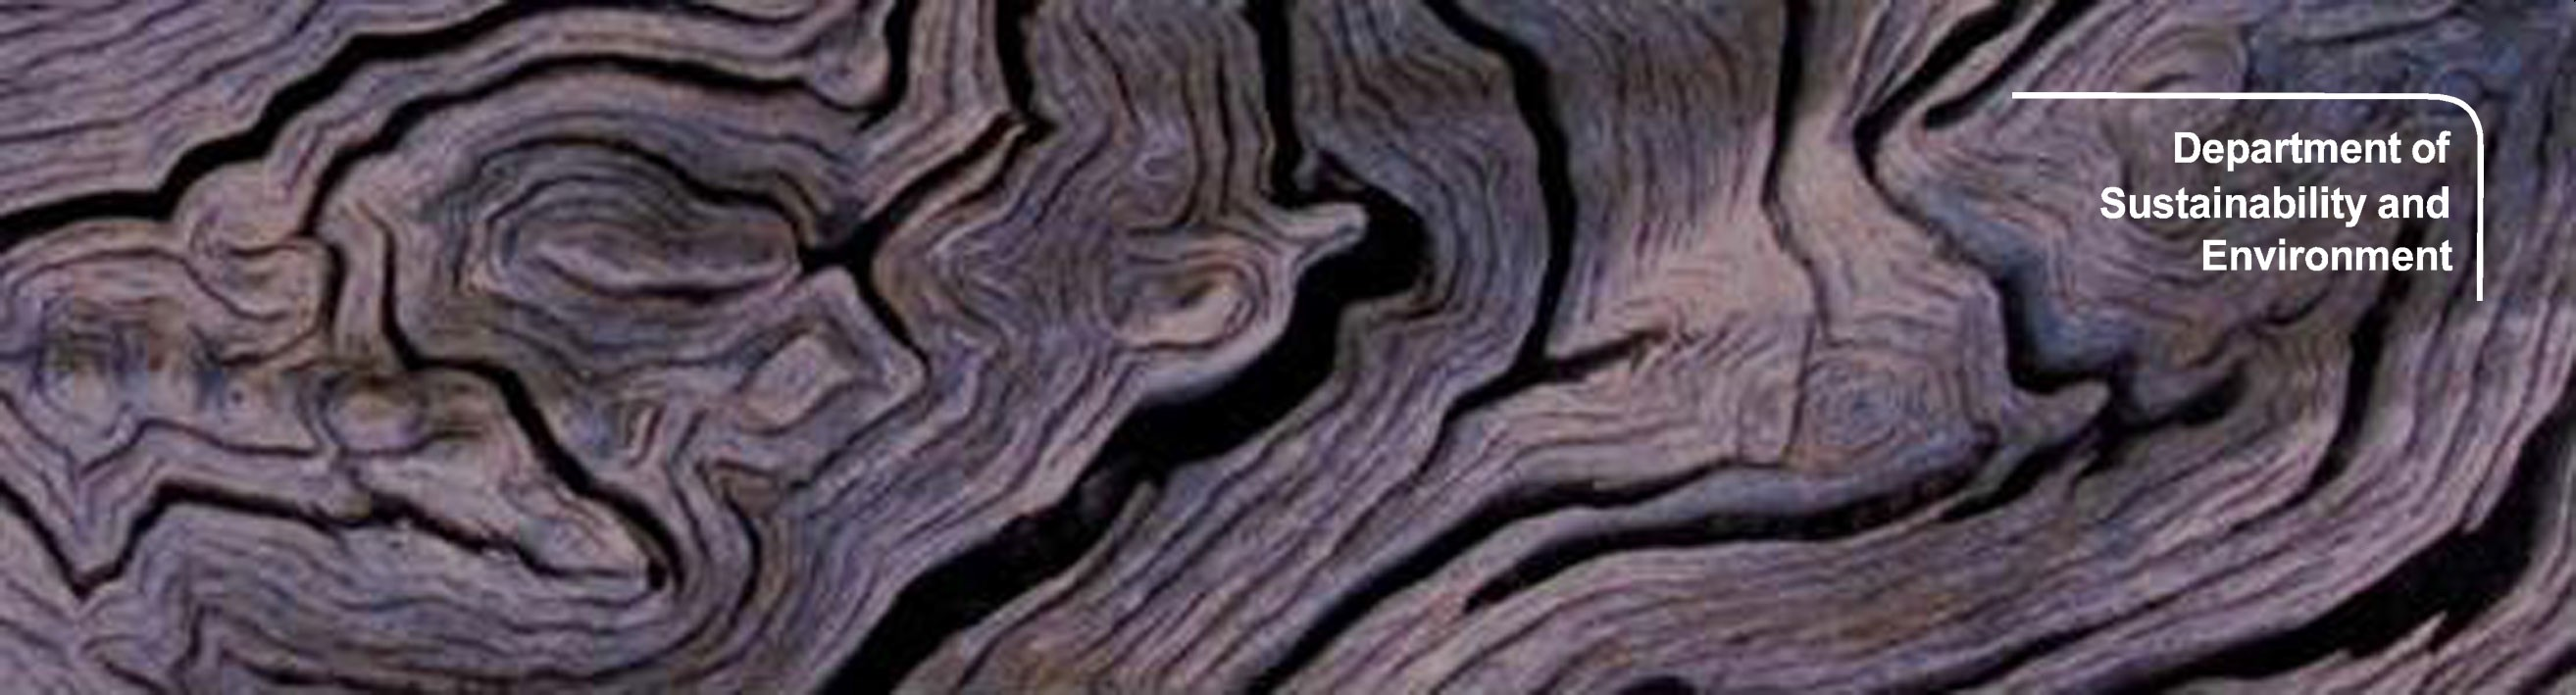 Department of
Sustainability and
Environment